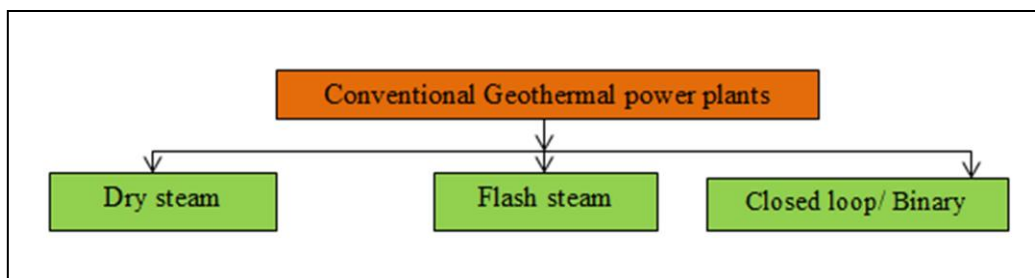 Conventional Geothermal power plants
Dry steam
Flash steam
Closed loop/ Binary